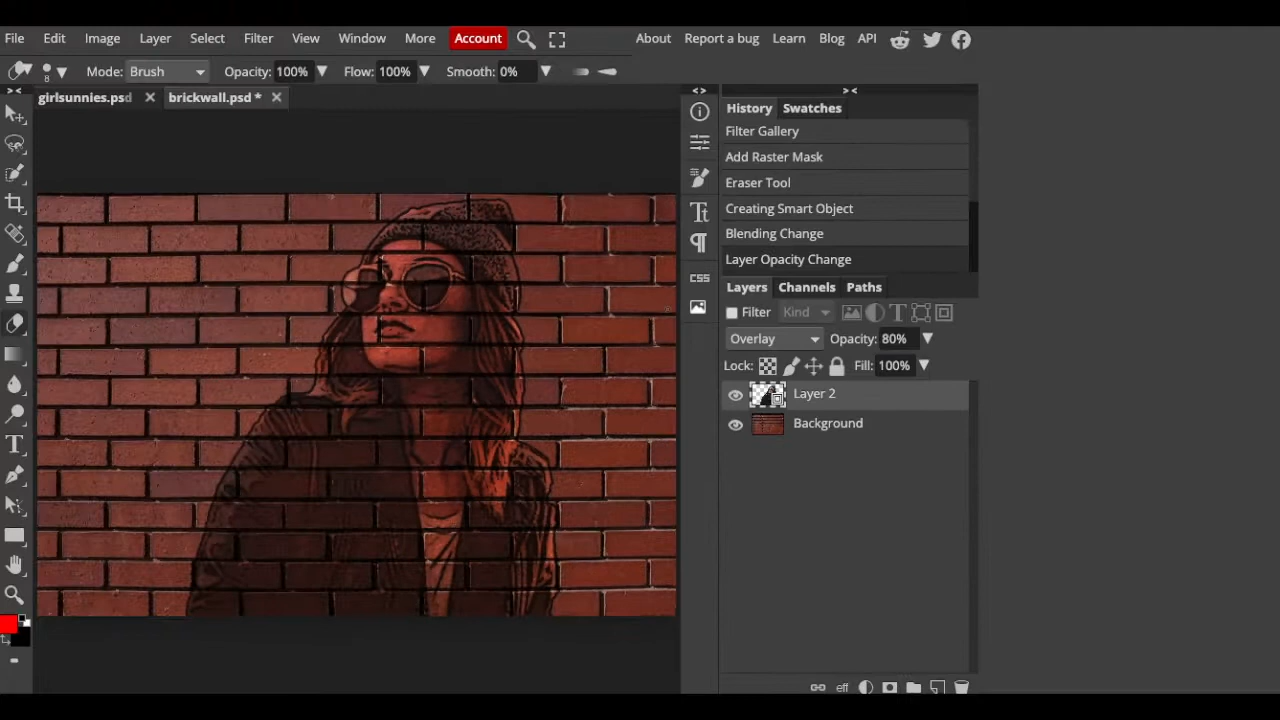 File Edit Image Layer Select Filter View Window More Account About Report a bug Learn Blog API
8 Mode: Brush Opacity: 100% Flow: 100% Smooth: 0%
girlsunnies.psd brickwall.psd *
History Swatches
Filter Gallery
Add Raster Mask
Eraser Tool
Creating Smart Object
Blending Change
Layer Opacity Change
Layers Channels Paths
Filter Kind
Overlay Opacity: 80%
Lock: Fill: 100%
Layer 2
Background
CSS
eff